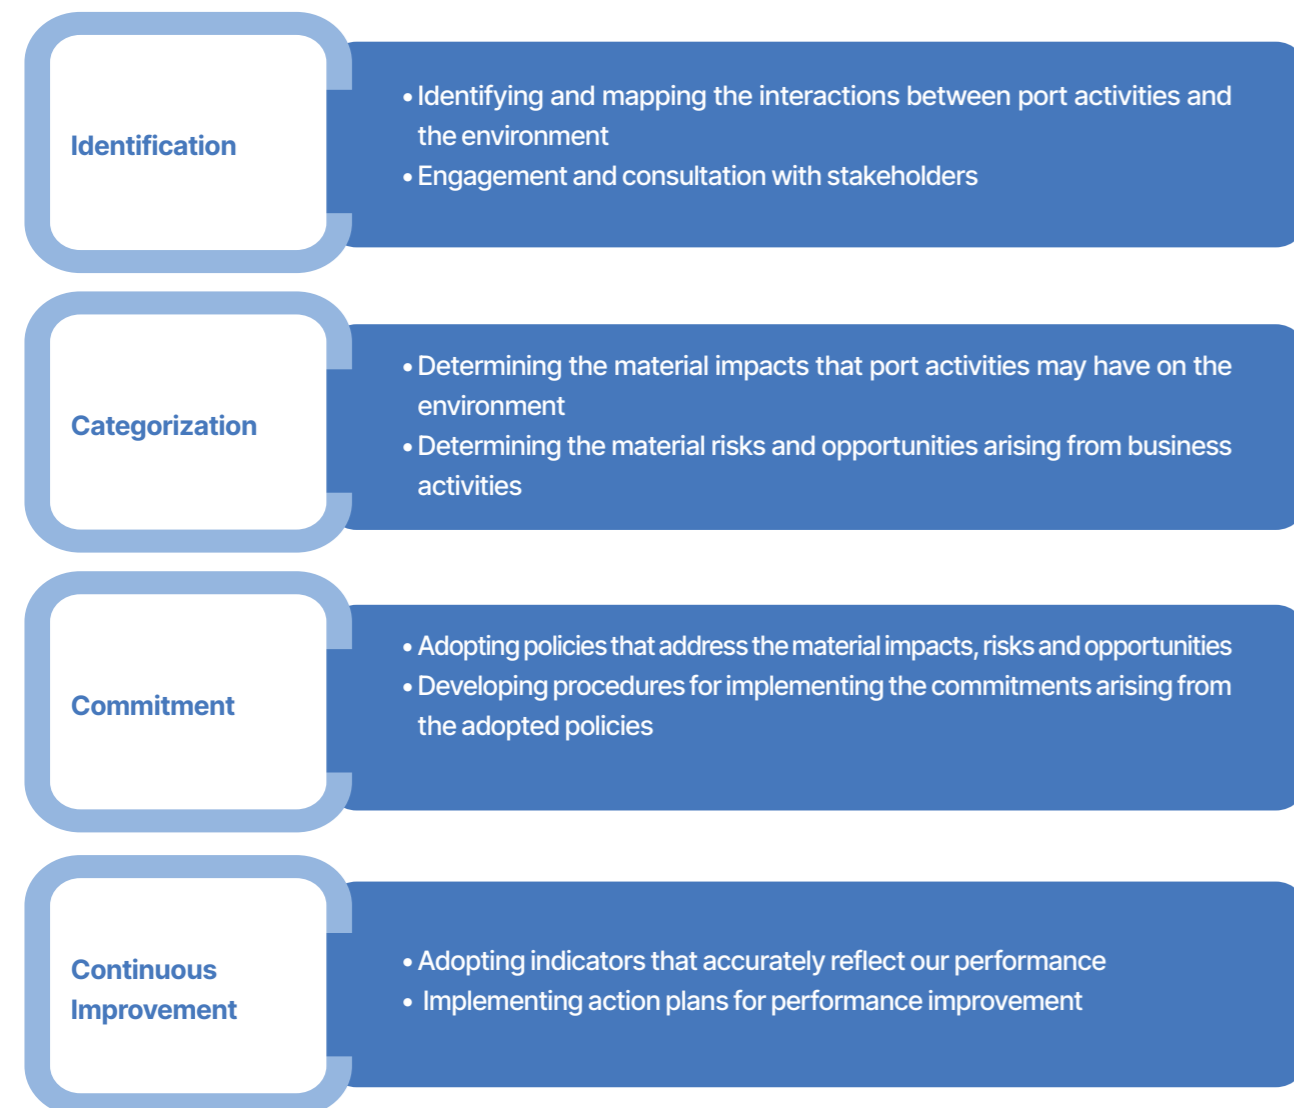 Identification
• Identifying and mapping the interactions between port activities and
the environment
• Engagement and consultation with stakeholders
Categorization
• Determining the material impacts that port activities may have on the
environment
• Determining the material risks and opportunities arising from business
activities
Commitment
• Adopting policies that address the material impacts, risks and opportunities
• Developing procedures for implementing the commitments arising from
the adopted policies
Continuous
Improvement
• Adopting indicators that accurately reflect our performance
• Implementing action plans for performance improvement